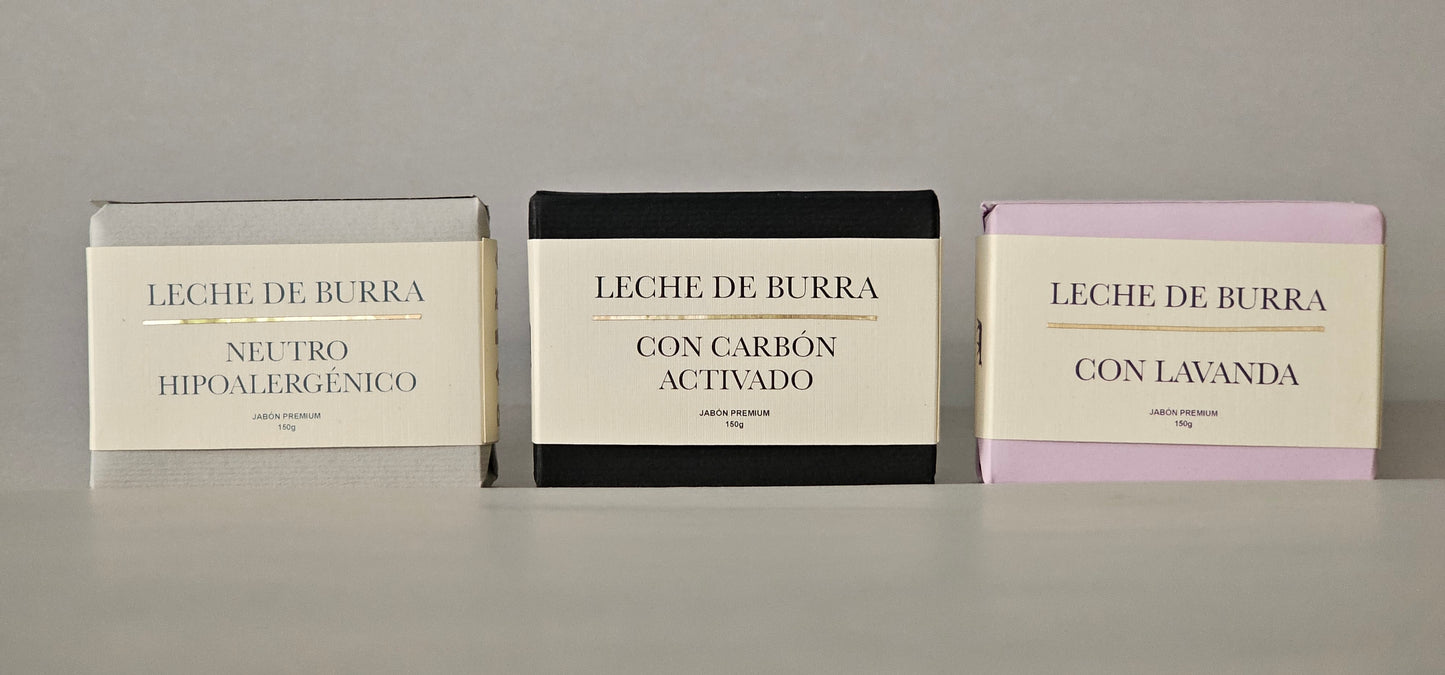 LECHE DE BURRA
NEUTRO
HIPOALERGÉNICO
JABÓN PREMIUM
150g
LECHE DE BURRA
CON CARBÓN
ACTIVADO
JABÓN PREMIUM
150g
LECHE DE BURRA
CON LAVANDA
JABÓN PREMIUM
150g